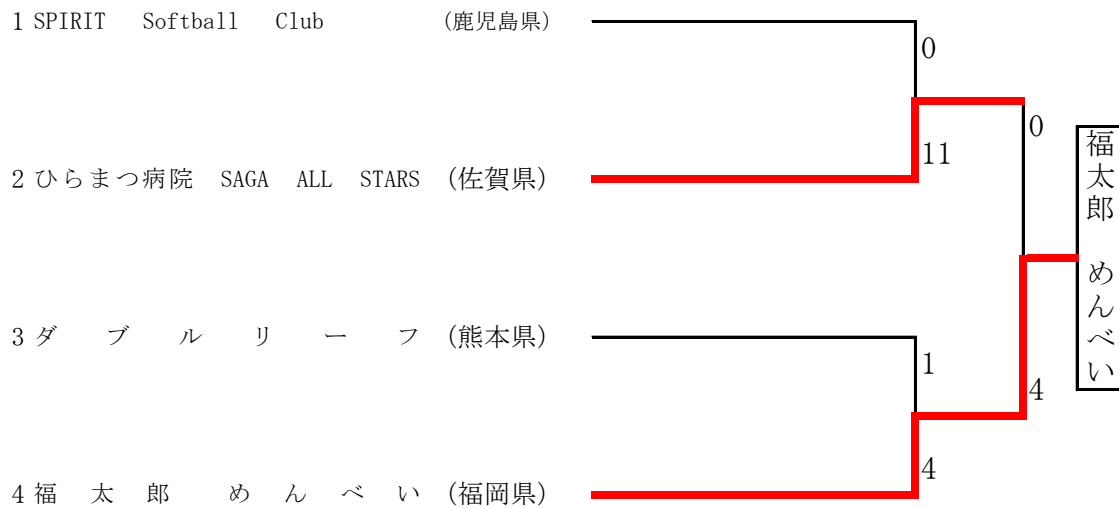 1 SPIRIT Softball Club (鹿児島県)
0
0
11
2 ひらまつ病院 SAGA ALL STARS (佐賀県)
福太郎 めんべい
3 ダブルリーフ (熊本県)
1
4
4
4 福太郎 めんべい (福岡県)